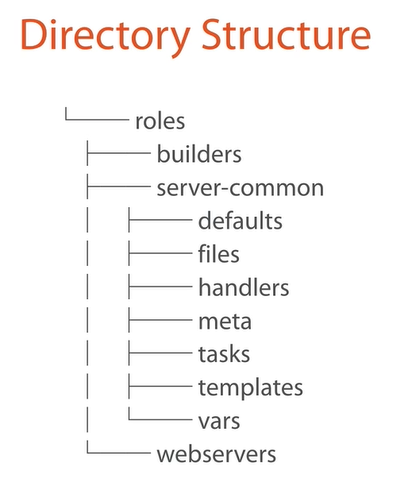 Directory Structure
roles
builders
server-common
defaults
files
handlers
meta
tasks
templates
vars
webservers